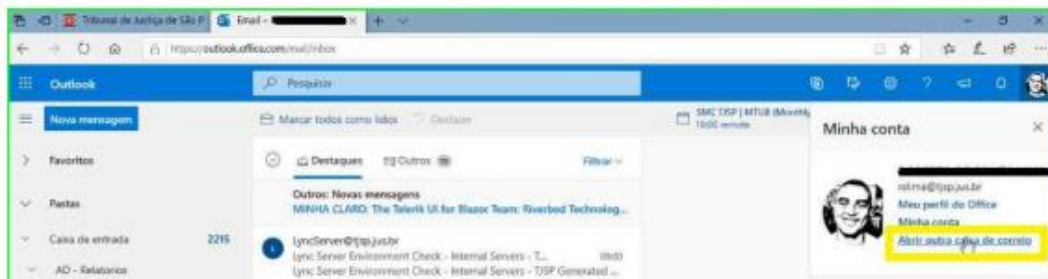 Tribunal de Justiça de São P
Email -
https://outlook.office.com/mail/inbox
Outlook
Pesquisar
Nova mensagem
Marcar todos como lidos
Desfazer
SMC DSP | MTUB (Monthly
Minha conta
Favoritos
Destaques
Outros
Filtrar
@tjsp.jus.br
Meu perfil do Office
Minha conta
Abrir outra caixa de correio
Pastas
Outros: Novas mensagens
MINHA CLARO: The Telerik UI for Blazor Team: Riverbed Technolog...
Caixa de entrada 2215
LyncServer@tjsp.jus.br
Lync Server Environment Check - Internal Servers - T...
AD - Relatorios
Lync Server Environment Check - Internal Servers - TJSP Generated ...